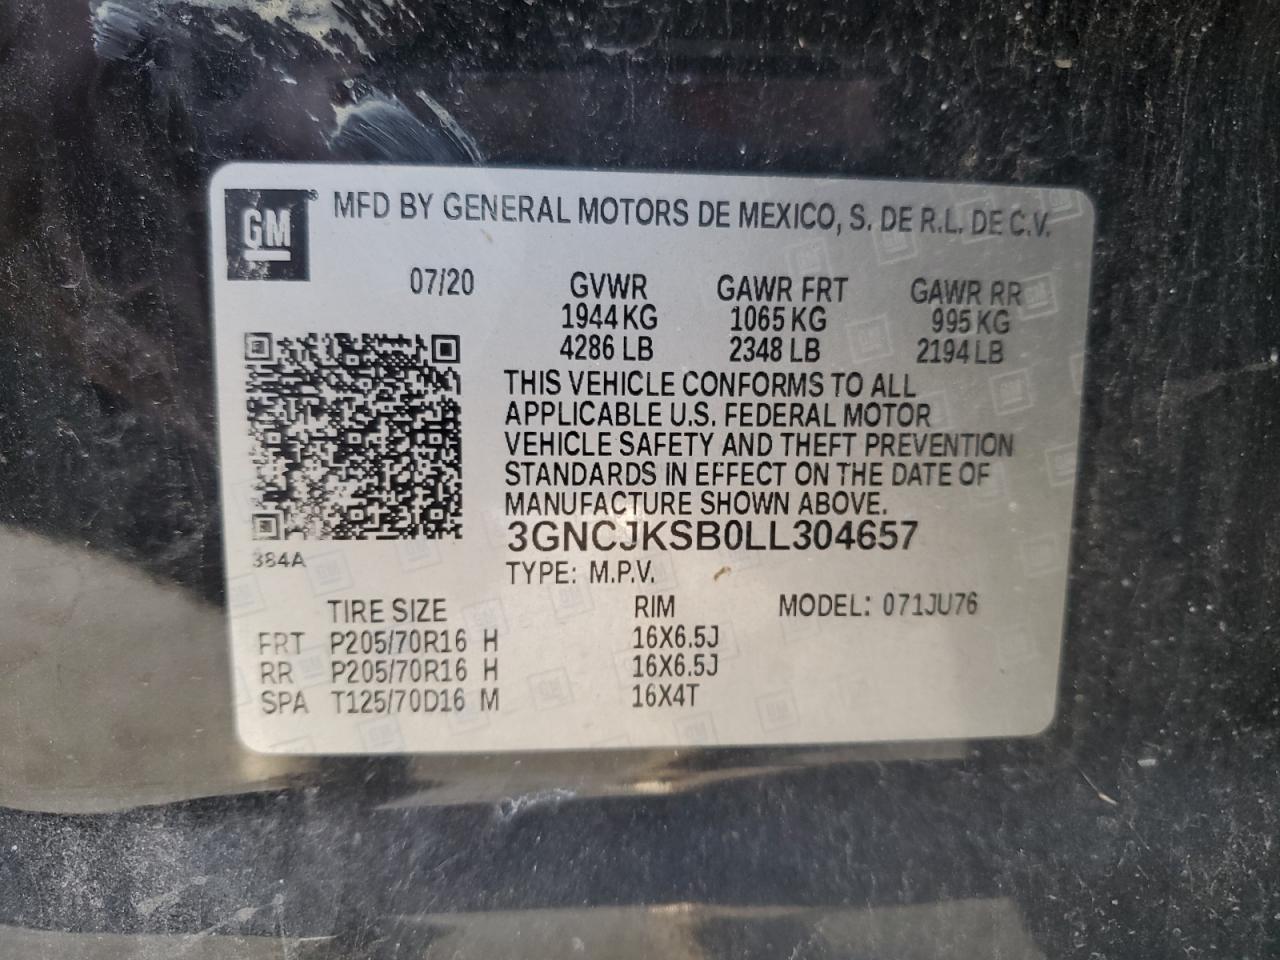 GM® MFD BY GENERAL MOTORS DE MEXICO, S. DE R.L. DE C.V.
07/20 GVWR GAWR FRT GAWR RR
1944 KG 1065 KG 995 KG
4286 LB 2348 LB 2194 LB
THIS VEHICLE CONFORMS TO ALL
APPLICABLE U.S. FEDERAL MOTOR
VEHICLE SAFETY AND THEFT PREVENTION
STANDARDS IN EFFECT ON THE DATE OF
MANUFACTURE SHOWN ABOVE.
3GNCJKSB0LL304657
384A
TYPE: M.P.V.
TIRE SIZE RIM MODEL: 071JU76
FRT P205/70R16 H 16X6.5J
RR P205/70R16 H 16X6.5J
SPA T125/70D16 M 16X4T